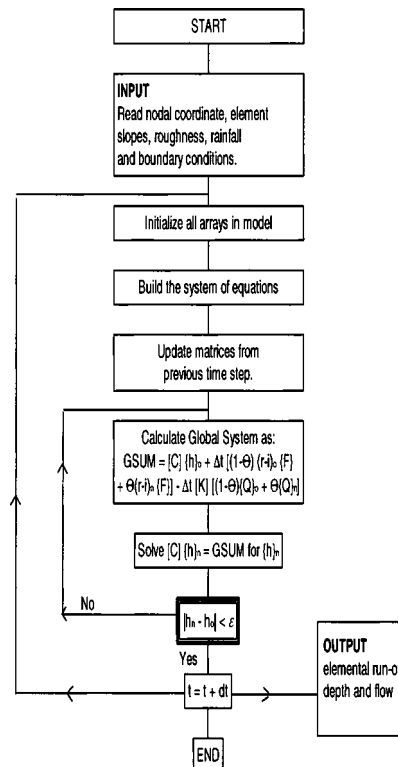 START
INPUT
Read nodal coordinate, element
slopes, roughness, rainfall
and boundary conditions.
Initialize all arrays in model
Build the system of equations
Update matrices from
previous time step.
Calculate Global System as:
GSUM = [C] {h}ₒ + Δt [(1-Θ) (r-i)ₒ {F}
+ Θ(r-i)ₙ {F}] - Δt [K] [(1-Θ){Q}ₒ + Θ{Q}ₙ]
Solve [C] {h}ₙ = GSUM for {h}ₙ
No
|hₙ - hₒ| < ε
Yes
OUTPUT
elemental run-o
depth and flow
t = t + dt
END